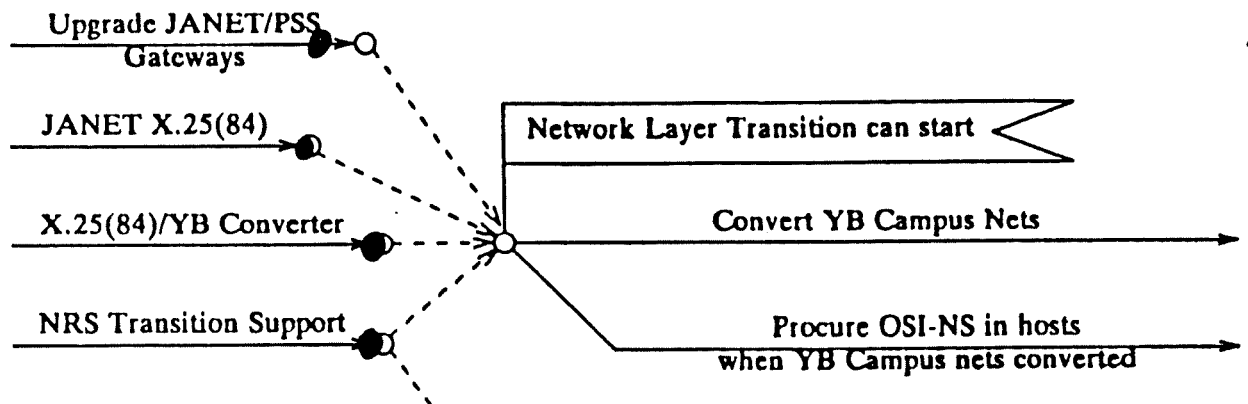 Upgrade JANET/PSS
Gateways
JANET X.25(84)
Network Layer Transition can start
X.25(84)/YB Converter
Convert YB Campus Nets
NRS Transition Support
Procure OSI-NS in hosts
when YB Campus nets converted